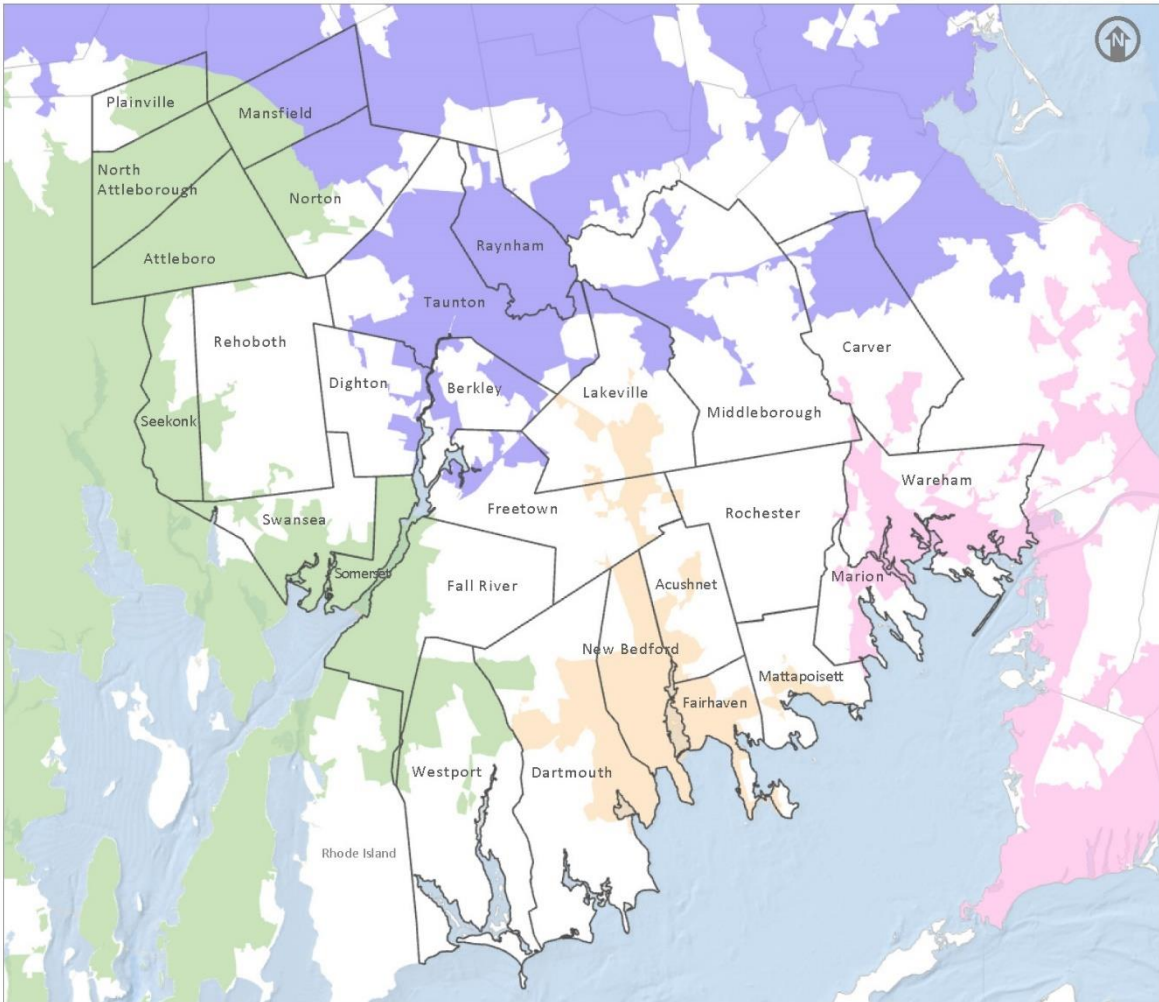 N
Plainville
Mansfield
North
Attleborough
Norton
Attleboro
Raynham
Taunton
Rehoboth
Carver
Dighton
Berkley
Lakeville
Middleborough
Seekonk
Wareham
Swansea
Freetown
Rochester
Somerset
Fall River
Acushnet
Marion
New Bedford
Mattapoisett
Fairhaven
Westport
Dartmouth
Rhode Island